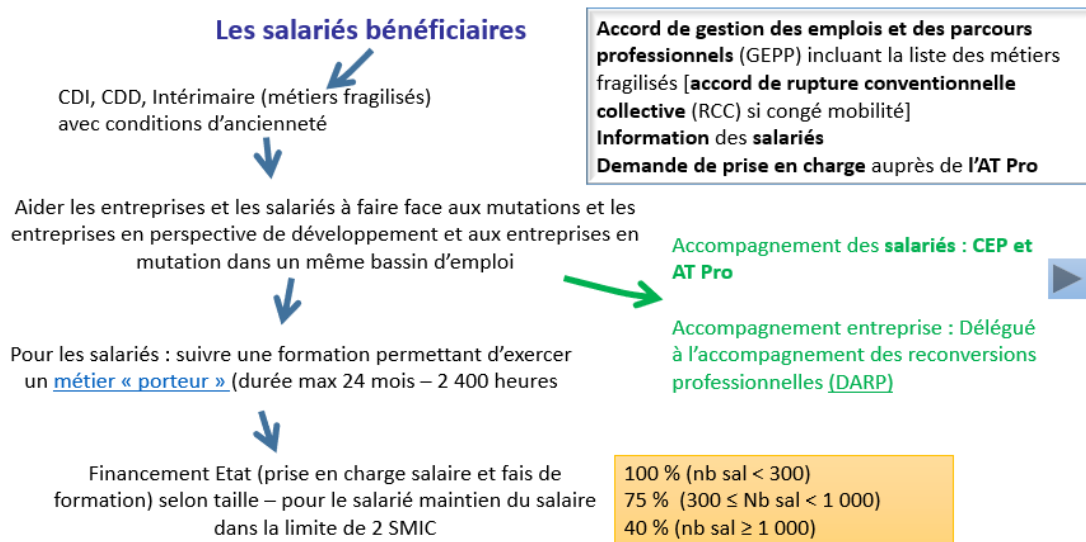 Les salariés bénéficiaires
CDI, CDD, Intérimaire (métiers fragilisés)
avec conditions d’ancienneté
Accord de gestion des emplois et des parcours
professionnels (GEPP) incluant la liste des métiers
fragilisés [accord de rupture conventionnelle
collective (RCC) si congé mobilité]
Information des salariés
Demande de prise en charge auprès de l’AT Pro
Aider les entreprises et les salariés à faire face aux mutations et les
entreprises en perspective de développement et aux entreprises en
mutation dans un même bassin d’emploi
Accompagnement des salariés : CEP et
AT Pro
Accompagnement entreprise : Délégué
à l’accompagnement des reconversions
professionnelles (DARP)
Pour les salariés : suivre une formation permettant d’exercer
un métier « porteur » (durée max 24 mois – 2 400 heures
Financement Etat (prise en charge salaire et fais de
formation) selon taille – pour le salarié maintien du salaire
dans la limite de 2 SMIC
100 % (nb sal < 300)
75 % (300 ≤ Nb sal < 1 000)
40 % (nb sal ≥ 1 000)